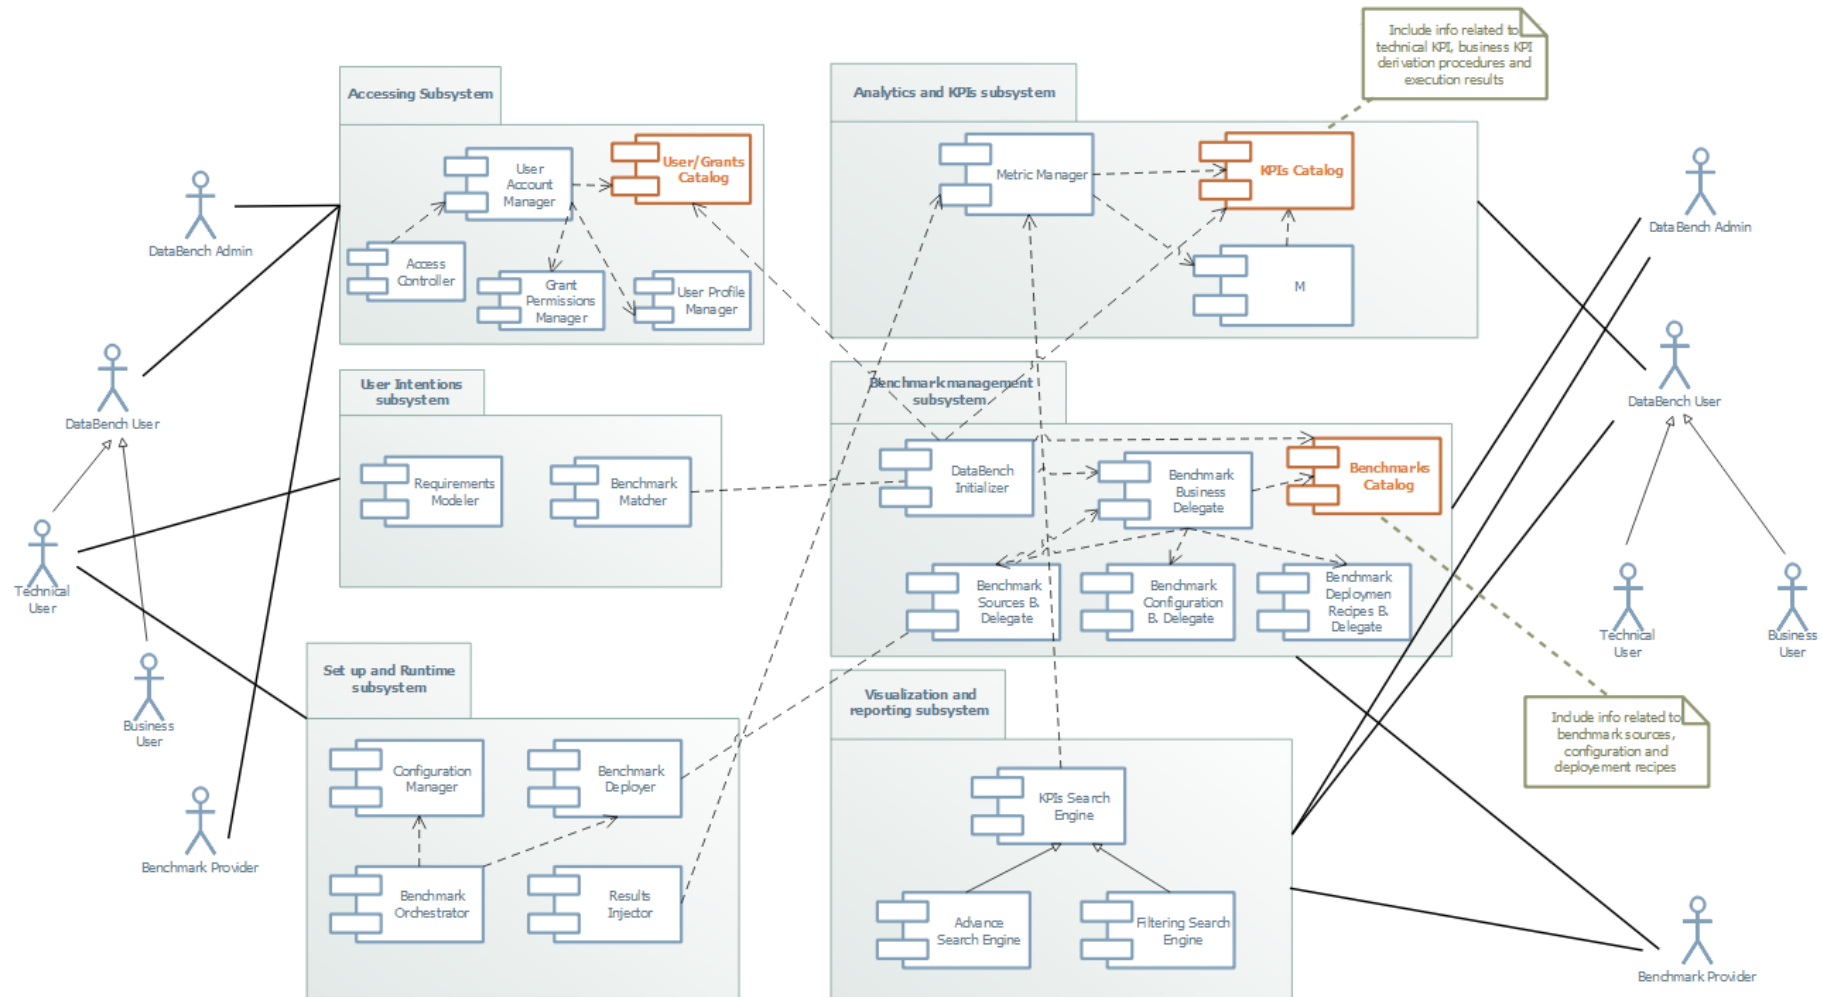 Include info related to
technical KPI, business KPI
derivation procedures and
execution results
Accessing Subsystem
Analytics and KPIs subsystem
User
Account
Manager
User/Grants
Catalog
Access
Controller
Grant
Permissions
Manager
User Profile
Manager
Metric Manager
KPIs Catalog
M
DataBench Admin
DataBench User
Technical
User
Business
User
Benchmark Provider
User Intentions
subsystem
Requirements
Modeler
Benchmark
Matcher
Benchmarkmanagement
subsystem
DataBench
Initializer
Benchmark
Business
Delegate
Benchmarks
Catalog
Benchmark
Sources B.
Delegate
Benchmark
Configuration
B. Delegate
Benchmark
Deploymen
Recipes B.
Delegate
Set up and Runtime
subsystem
Configuration
Manager
Benchmark
Deployer
Benchmark
Orchestrator
Results
Injector
Visualization and
reporting subsystem
KPIs Search
Engine
Advance
Search Engine
Filtering Search
Engine
DataBench Admin
DataBench User
Technical
User
Business
User
Include info related to
benchmark sources,
configuration and
deployement recipes
Benchmark Provider